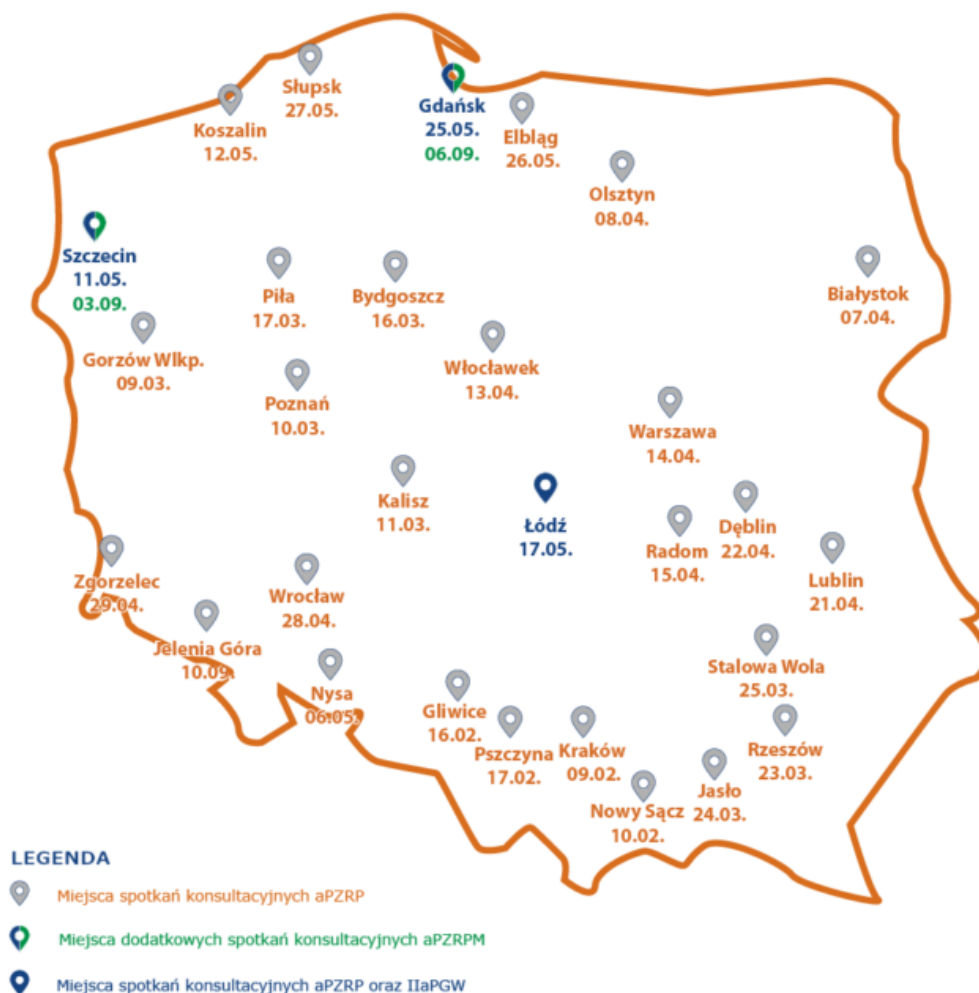 Słupsk
27.05.
Koszalin
12.05.
Gdańsk
25.05.
06.09.
Elbląg
26.05.
Olsztyn
08.04.
Szczecin
11.05.
03.09.
Piła
17.03.
Bydgoszcz
16.03.
Białystok
07.04.
Gorzów Wlkp.
09.03.
Włocławek
13.04.
Poznań
10.03.
Warszawa
14.04.
Kalisz
11.03.
Łódź
17.05.
Dęblin
22.04.
Radom
15.04.
Lublin
21.04.
Zgorzelec
29.04.
Wrocław
28.04.
Jelenia Góra
10.09.
Nysa
06.05.
Stalowa Wola
25.03.
Gliwice
16.02.
Pszczyna
17.02.
Kraków
09.02.
Rzeszów
23.03.
Jasło
24.03.
Nowy Sącz
10.02.
LEGENDA
Miejsca spotkań konsultacyjnych aPZRP
Miejsca dodatkowych spotkań konsultacyjnych aPZRPM
Miejsca spotkań konsultacyjnych aPZRP oraz IIaPGW